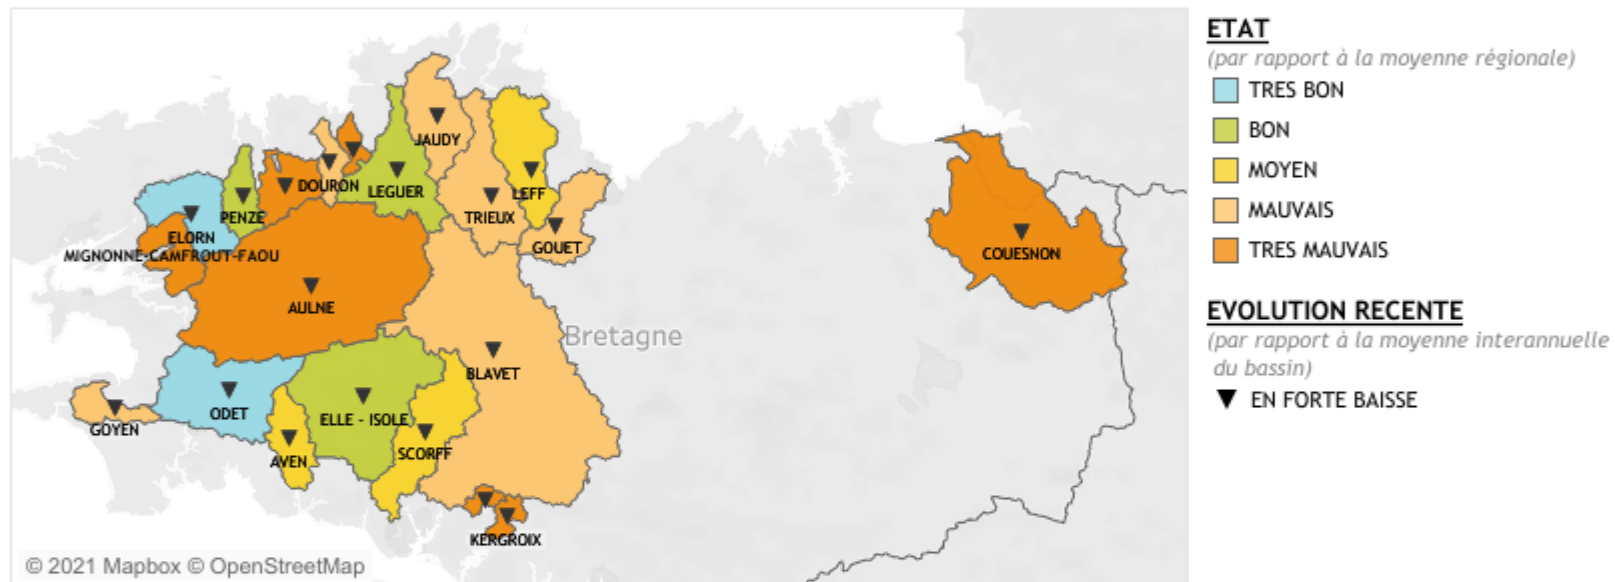 JAUDY
DOURON
LEGUER
LEFF
PENZE
TRIEUX
ELORN
GOUET
MIGNONNE-CAMFROUT-FAOU
COUESNON
AULNE
Bretagne
BLAVET
ODET
ELLE - ISOLE
GOYEN
SCORFF
AVEN
KERGROIX
© 2021 Mapbox © OpenStreetMap
ETAT
(par rapport à la moyenne régionale)
TRES BON
BON
MOYEN
MAUVAIS
TRES MAUVAIS
EVOLUTION RECENTE
(par rapport à la moyenne interannuelle
du bassin)
EN FORTE BAISSE